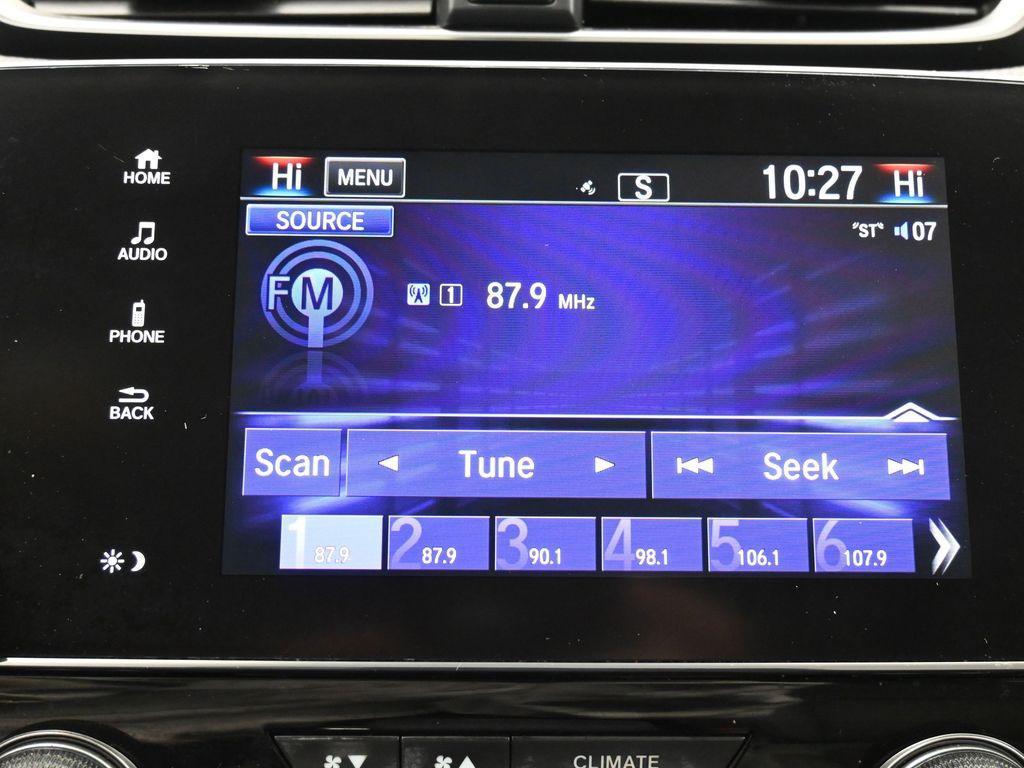 HOME
AUDIO
PHONE
BACK
Hi MENU S 10:27 Hi
SOURCE "ST" 07
FM 1 87.9 MHz
Scan Tune Seek
1 87.9 2 87.9 3 90.1 4 98.1 5 106.1 6 107.9
CLIMATE